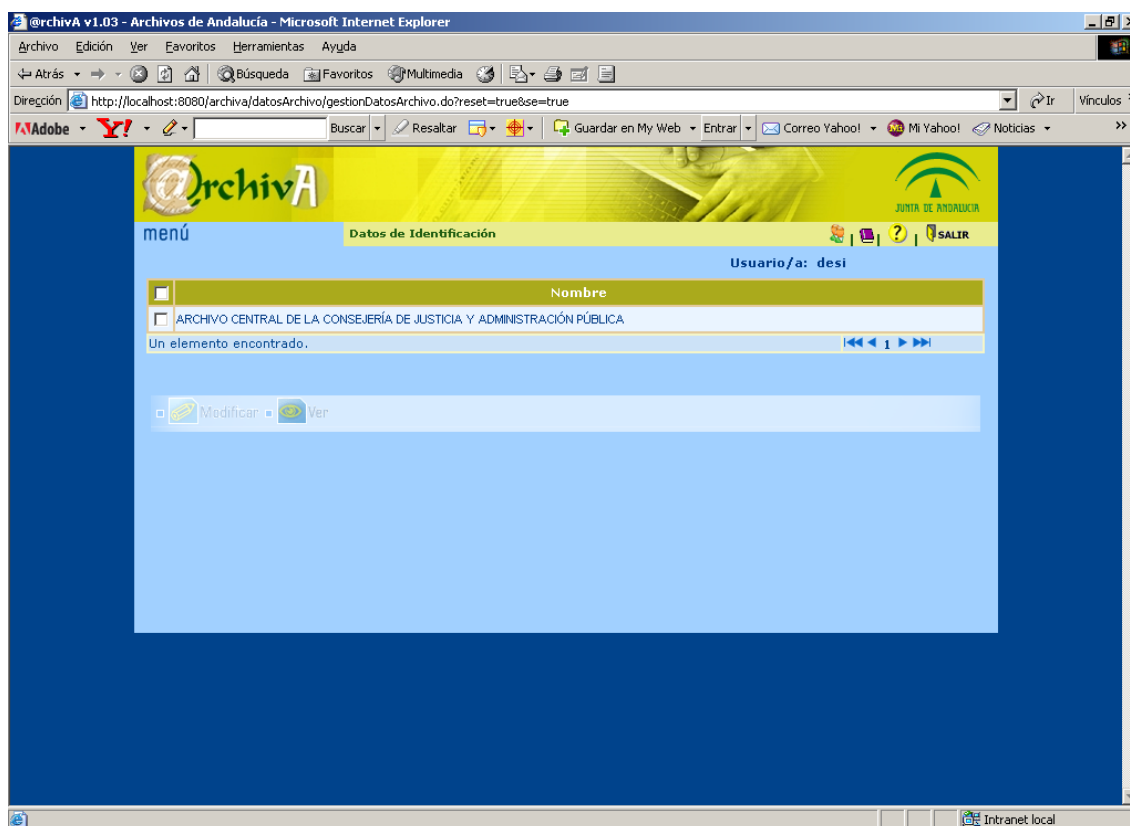 @rchivA v1.03 - Archivos de Andalucía - Microsoft Internet Explorer
Archivo Edición Ver Favoritos Herramientas Ayuda
Atrás Búsqueda Favoritos Multimedia
Dirección http://localhost:8080/archiva/datosArchivo/gestionDatosArchivo.do?reset=true&se=true Ir Vínculos
Adobe Y! Buscar Resaltar Guardar en My Web Entrar Correo Yahoo! Mi Yahoo! Noticias >>
@rchivA
JUNTA DE ANDALUCIA
menú Datos de Identificación SALIR
Usuario/a: desi
Nombre
ARCHIVO CENTRAL DE LA CONSEJERÍA DE JUSTICIA Y ADMINISTRACIÓN PÚBLICA
Un elemento encontrado. 1
Modificar Ver
Intranet local